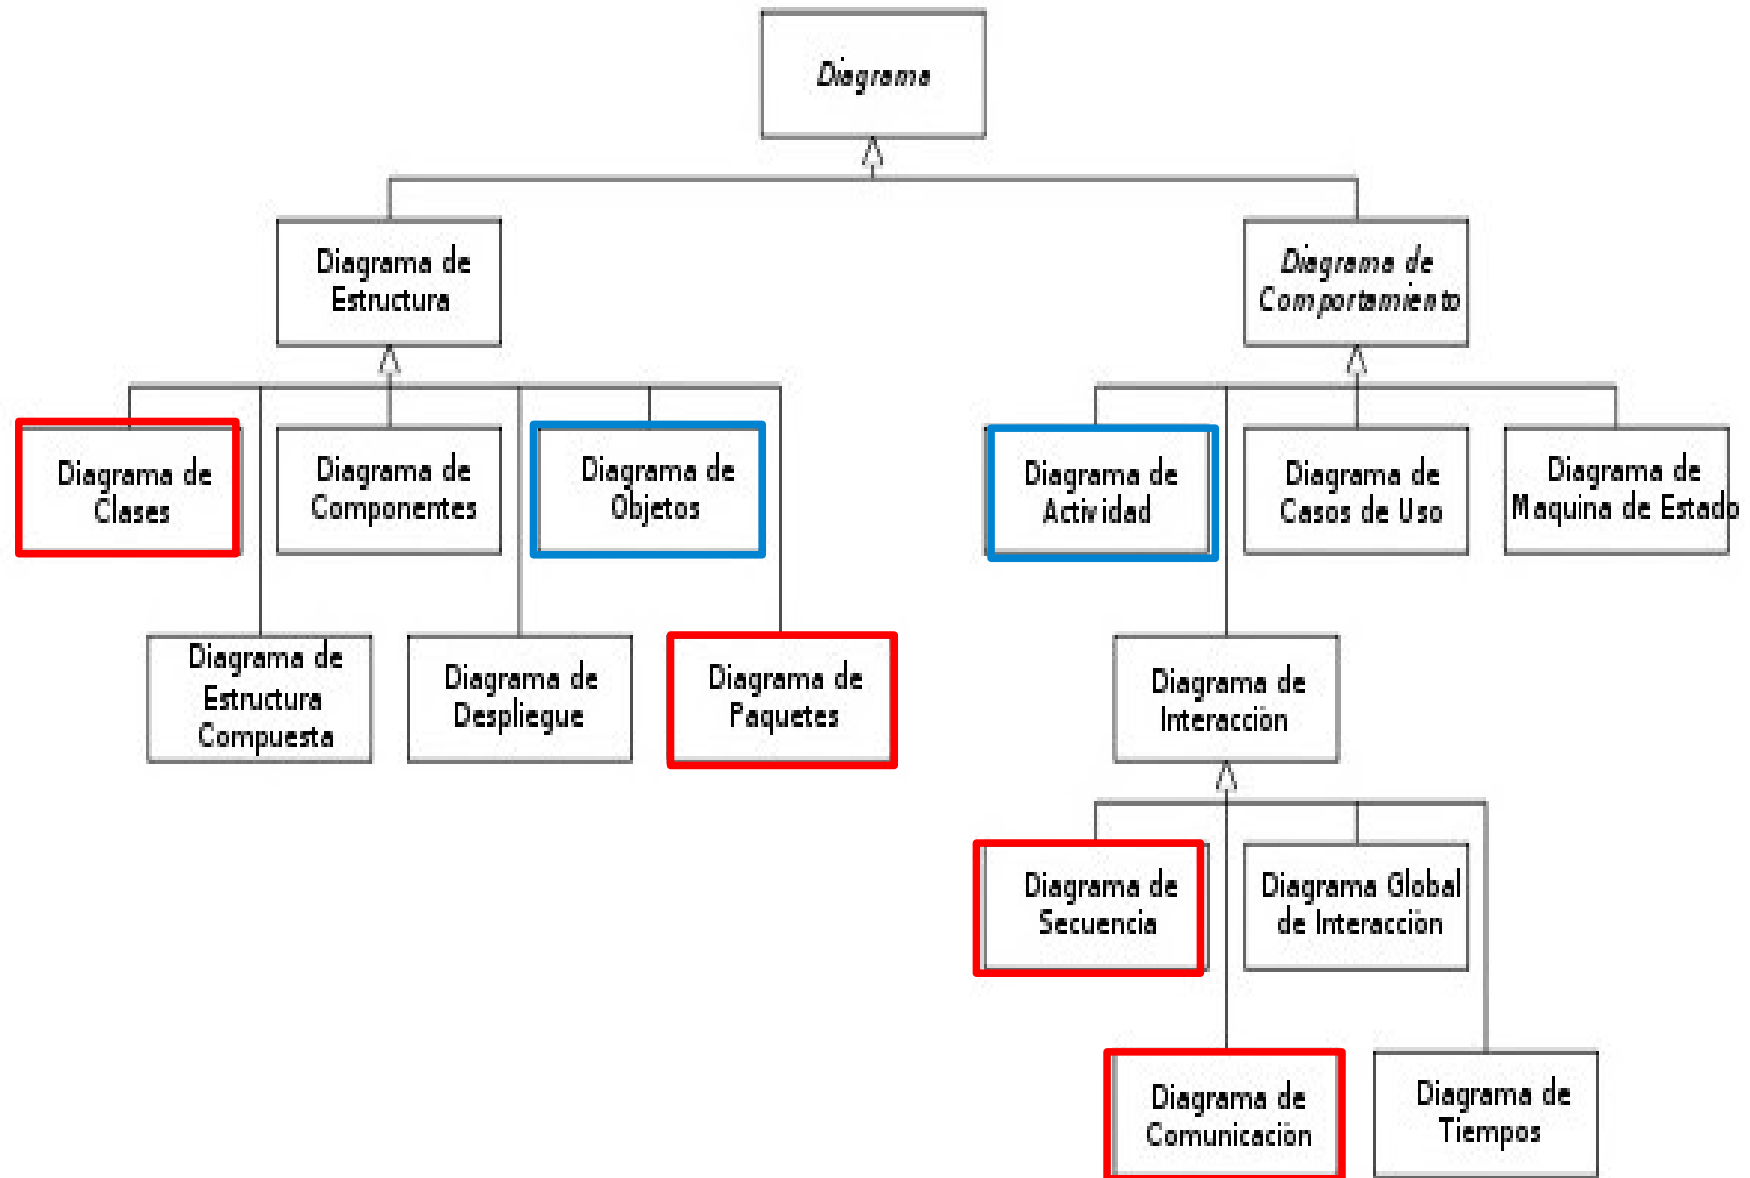 Diagrama
Diagrama de
Estructura
Diagrama de
Comportamiento
Diagrama de
Clases
Diagrama de
Componentes
Diagrama de
Objetos
Diagrama de
Actividad
Diagrama de
Casos de Uso
Diagrama de
Maquina de Estado
Diagrama de
Estructura
Compuesta
Diagrama de
Despliegue
Diagrama de
Paquetes
Diagrama de
Interacción
Diagrama de
Secuencia
Diagrama Global
de Interacción
Diagrama de
Comunicación
Diagrama de
Tiempos